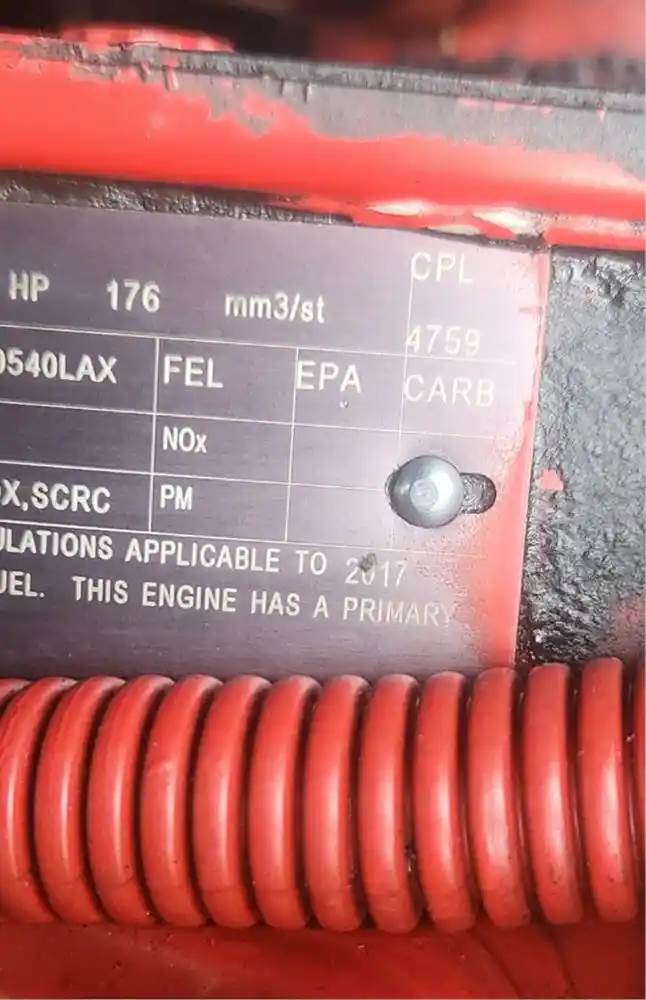 HP 176 mm3/st CPL
4759
0540LAX FEL EPA CARB
NOx
OX,SCRC PM
ULATIONS APPLICABLE TO 2017
UEL. THIS ENGINE HAS A PRIMARY